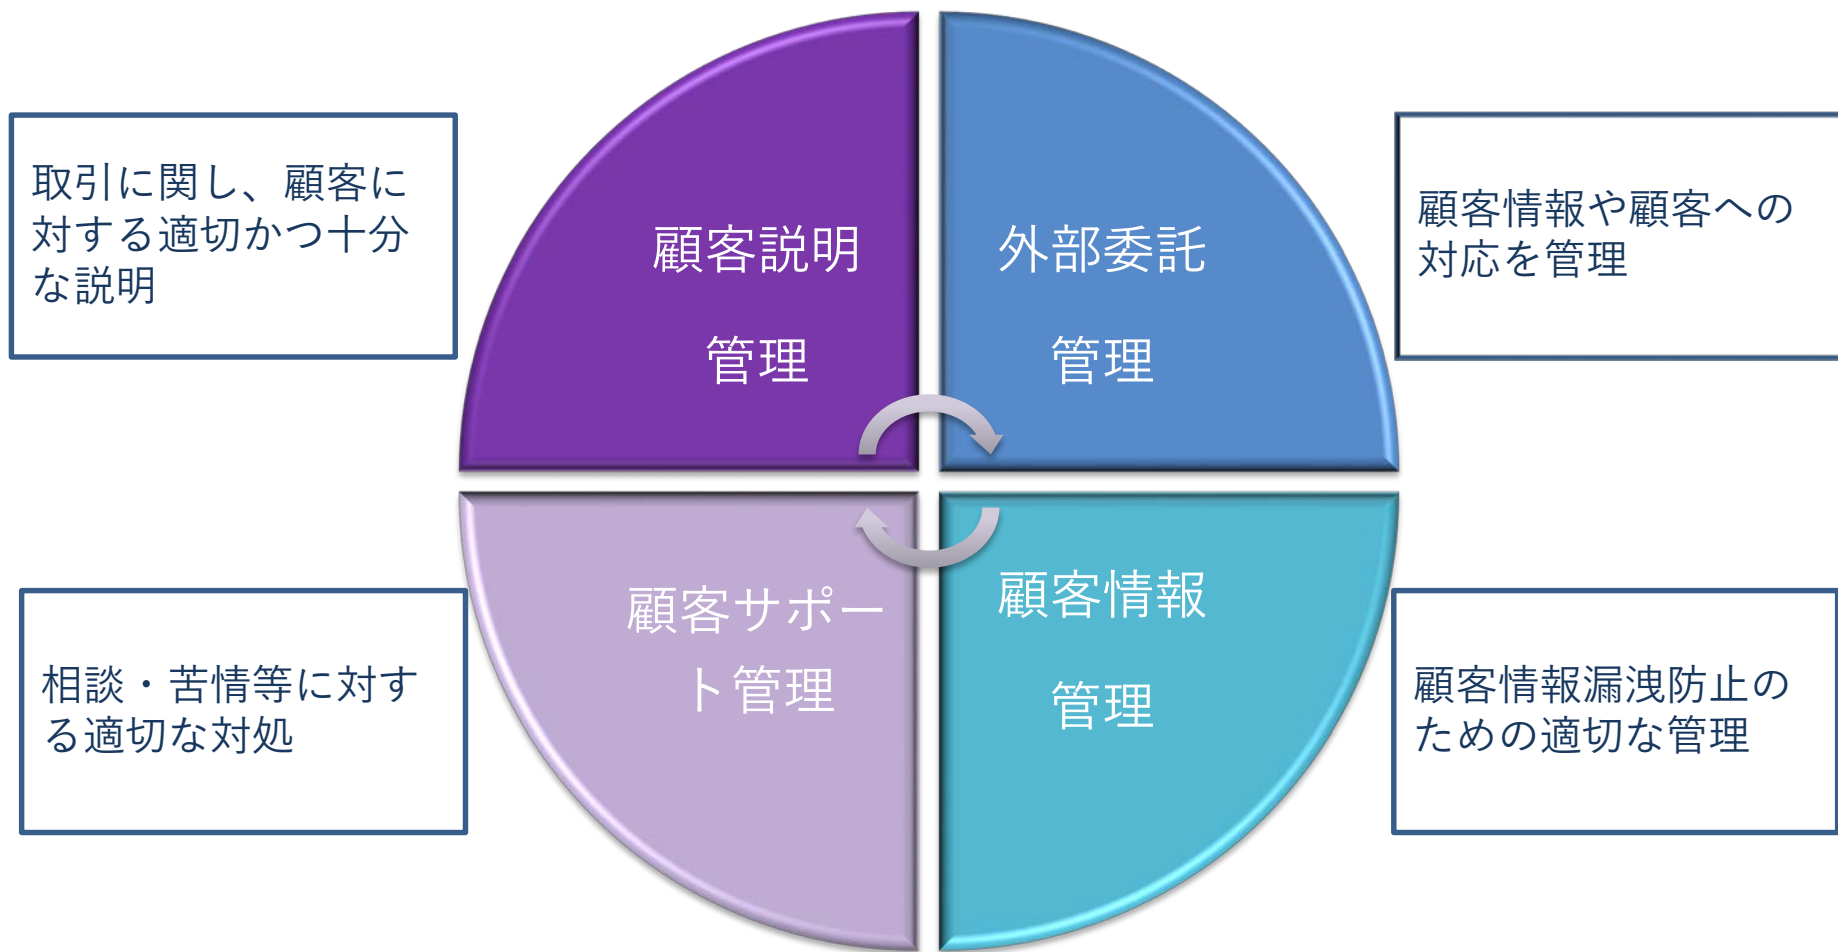 取引に関し、顧客に
対する適切かつ十分
な説明
顧客説明
管理
外部委託
管理
顧客情報や顧客への
対応を管理
相談・苦情等に対す
る適切な対処
顧客サポー
ト管理
顧客情報
管理
顧客情報漏洩防止の
ための適切な管理